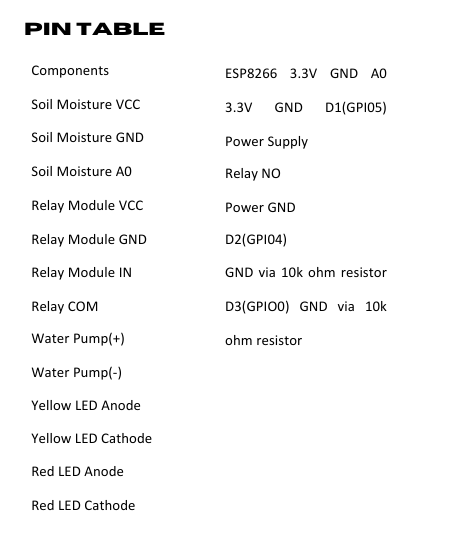 PIN TABLE
Components
Soil Moisture VCC
Soil Moisture GND
Soil Moisture A0
Relay Module VCC
Relay Module GND
Relay Module IN
Relay COM
Water Pump(+)
Water Pump(-)
Yellow LED Anode
Yellow LED Cathode
Red LED Anode
Red LED Cathode
ESP8266 3.3V GND A0
3.3V GND D1(GPI05)
Power Supply
Relay NO
Power GND
D2(GPI04)
GND via 10k ohm resistor
D3(GPIO0) GND via 10k
ohm resistor